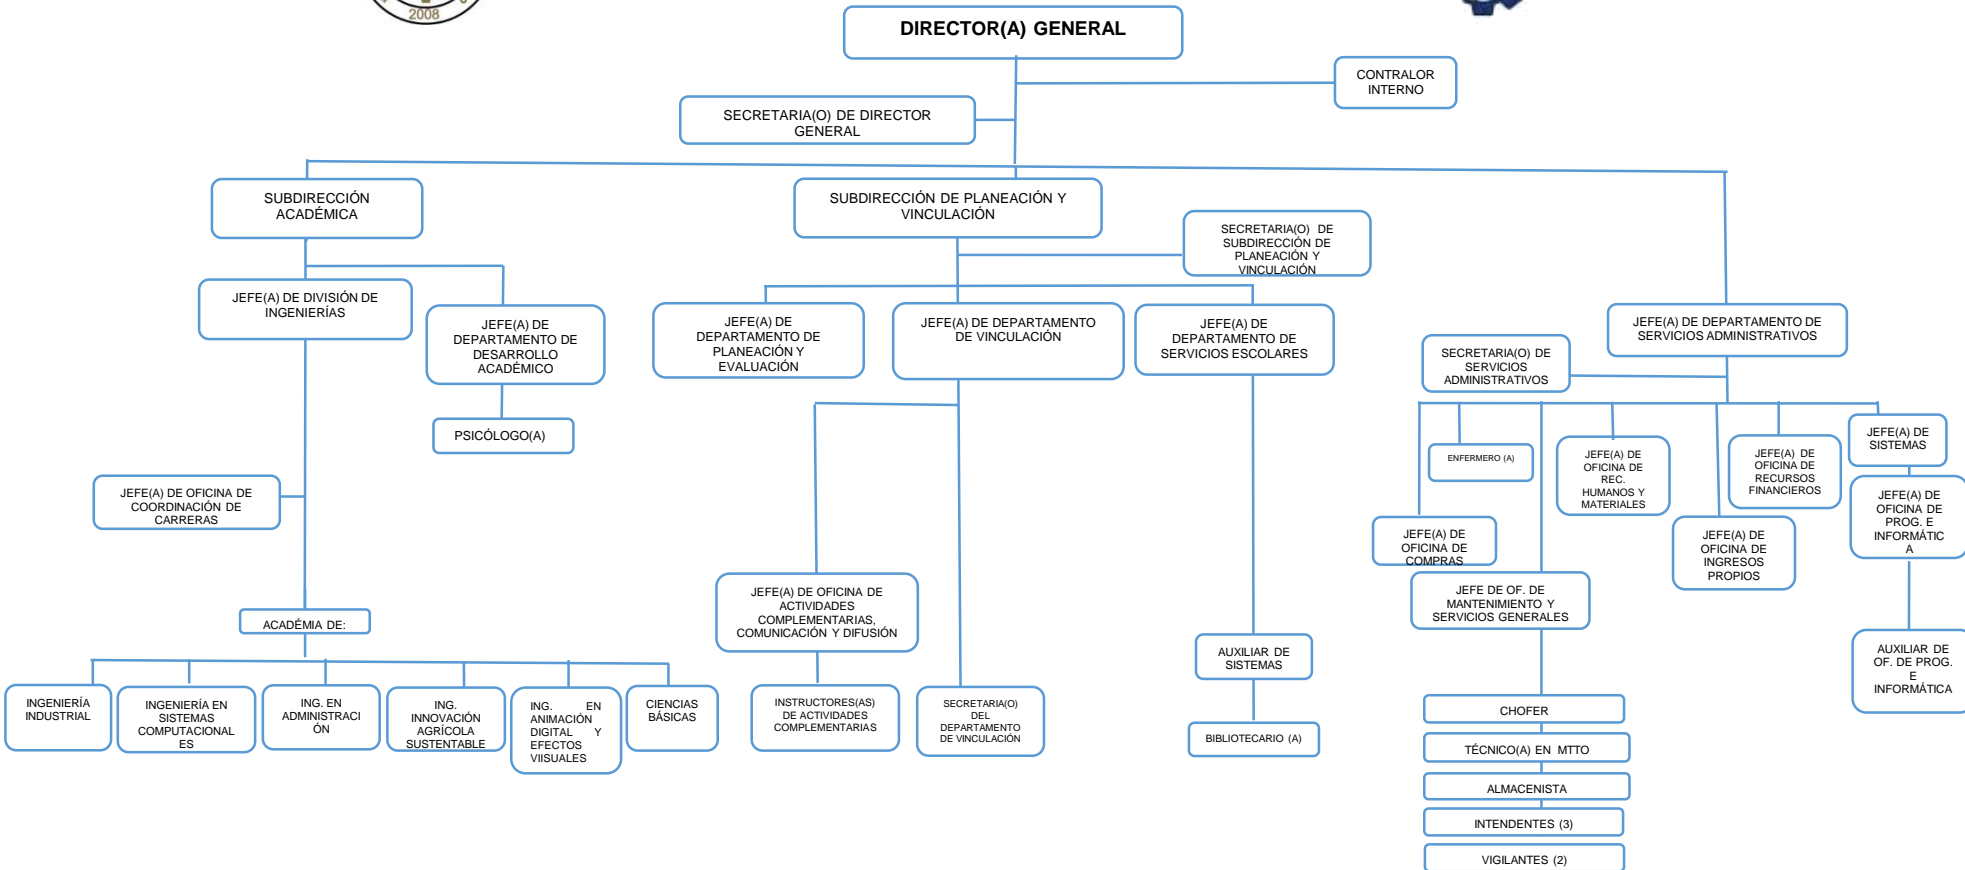 2008
DIRECTOR(A) GENERAL
CONTRALOR
INTERNO
SECRETARIA(O) DE DIRECTOR
GENERAL
SUBDIRECCIÓN
ACADÉMICA
SUBDIRECCIÓN DE PLANEACIÓN Y
VINCULACIÓN
SECRETARIA(O) DE
SUBDIRECCIÓN DE
PLANEACIÓN Y
VINCULACIÓN
JEFE(A) DE DIVISIÓN DE
INGENIERÍAS
JEFE(A) DE
DEPARTAMENTO DE
DESARROLLO
ACADÉMICO
JEFE(A) DE
DEPARTAMENTO DE
PLANEACIÓN Y
EVALUACIÓN
JEFE(A) DE DEPARTAMENTO
DE VINCULACIÓN
JEFE(A) DE
DEPARTAMENTO DE
SERVICIOS ESCOLARES
JEFE(A) DE DEPARTAMENTO DE
SERVICIOS ADMINISTRATIVOS
SECRETARIA(O) DE
SERVICIOS
ADMINISTRATIVOS
PSICÓLOGO(A)
ENFERMERO (A)
JEFE(A) DE
OFICINA DE
REC.
HUMANOS Y
MATERIALES
JEFE(A) DE
OFICINA DE
RECURSOS
FINANCIEROS
JEFE(A) DE
SISTEMAS
JEFE(A) DE OFICINA DE
COORDINACIÓN DE
CARRERAS
JEFE(A) DE
OFICINA DE
COMPRAS
JEFE(A) DE
OFICINA DE
INGRESOS
PROPIOS
JEFE(A) DE
OFICINA DE
PROG. E
INFORMÁTIC
A
JEFE(A) DE OFICINA DE
ACTIVIDADES
COMPLEMENTARIAS,
COMUNICACIÓN Y DIFUSIÓN
JEFE DE OF. DE
MANTENIMIENTO Y
SERVICIOS GENERALES
ACADÉMIA DE:
AUXILIAR DE
SISTEMAS
AUXILIAR DE
OF. DE PROG.
E
INFORMÁTICA
INGENIERÍA
INDUSTRIAL
INGENIERÍA EN
SISTEMAS
COMPUTACIONAL
ES
ING. EN
ADMINISTRACI
ÓN
ING.
INNOVACIÓN
AGRÍCOLA
SUSTENTABLE
ING. EN
ANIMACIÓN
DIGITAL Y
EFECTOS
VIISUALES
CIENCIAS
BÁSICAS
INSTRUCTORES(AS)
DE ACTIVIDADES
COMPLEMENTARIAS
SECRETARIA(O)
DEL
DEPARTAMENTO
DE VINCULACIÓN
BIBLIOTECARIO (A)
CHOFER
TÉCNICO(A) EN MTTO
ALMACENISTA
INTENDENTES (3)
VIGILANTES (2)